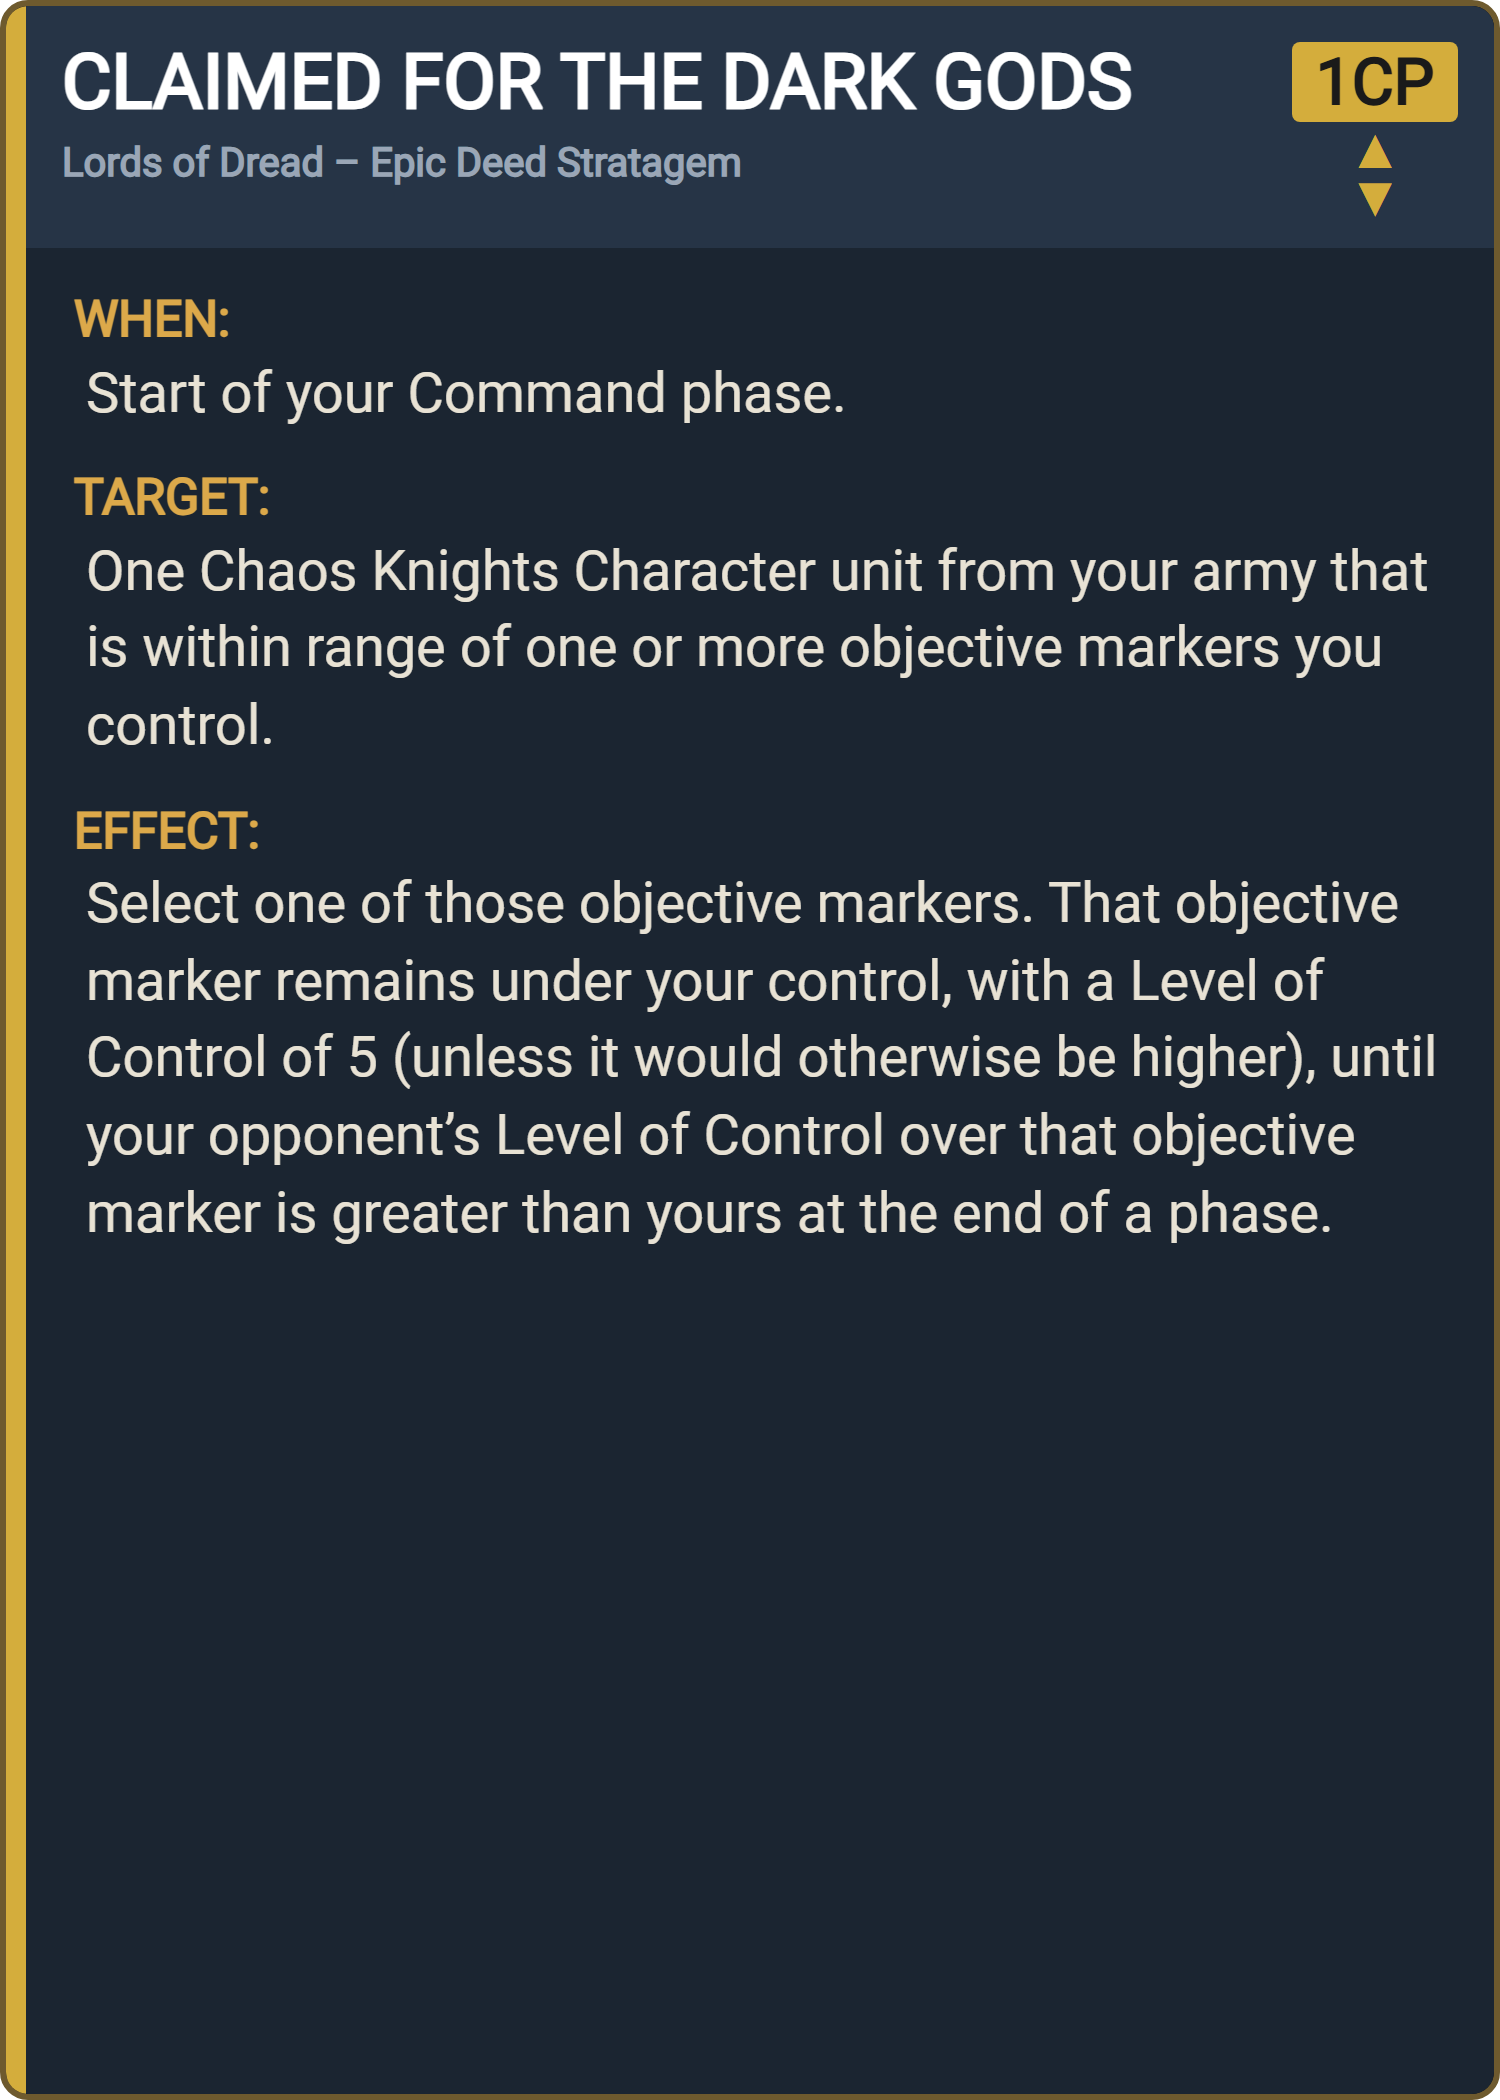 CLAIMED FOR THE DARK GODS
1CP
Lords of Dread – Epic Deed Stratagem
WHEN:
Start of your Command phase.
TARGET:
One Chaos Knights Character unit from your army that
is within range of one or more objective markers you
control.
EFFECT:
Select one of those objective markers. That objective
marker remains under your control, with a Level of
Control of 5 (unless it would otherwise be higher), until
your opponent’s Level of Control over that objective
marker is greater than yours at the end of a phase.